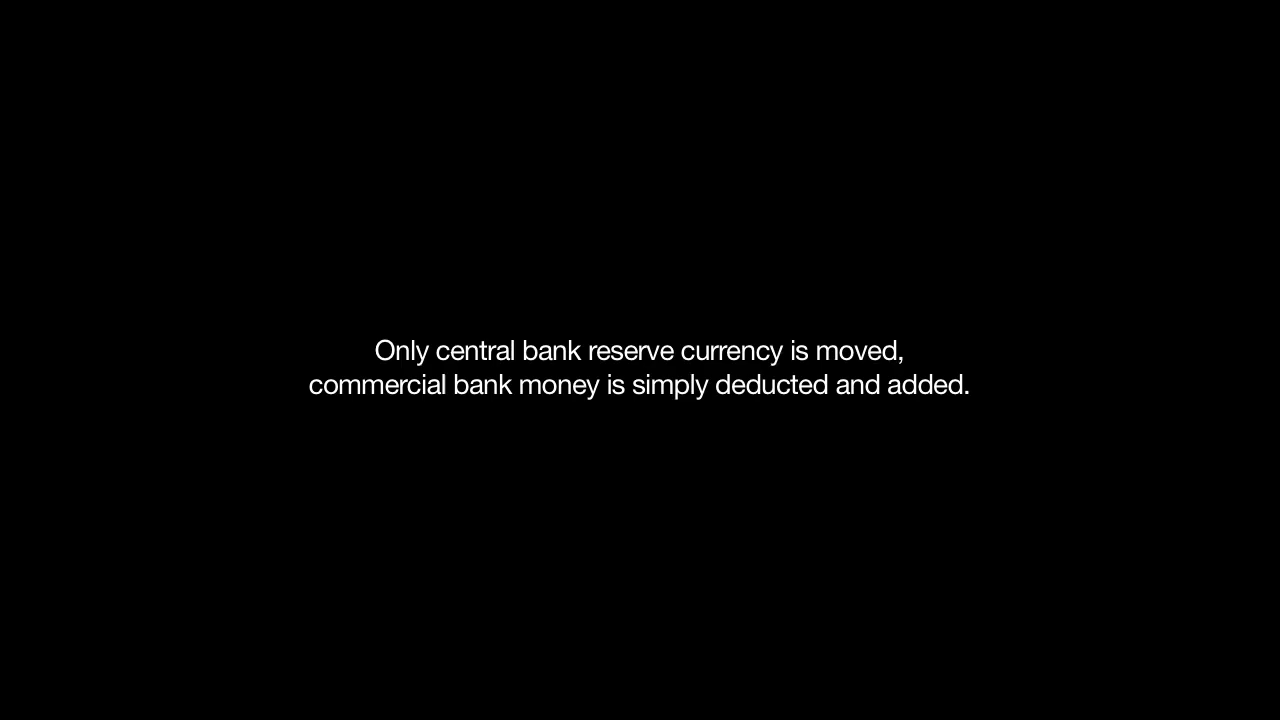 Only central bank reserve currency is moved,
commercial bank money is simply deducted and added.